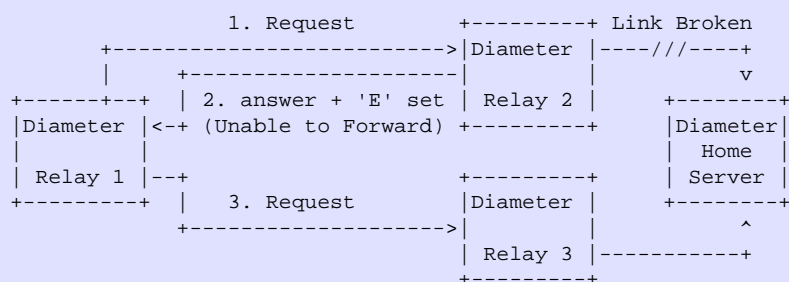 1. Request
Link Broken
Diameter
Relay 2
2. answer + 'E' set
(Unable to Forward)
Diameter
Relay 1
Diameter
Home
Server
3. Request
Diameter
Relay 3